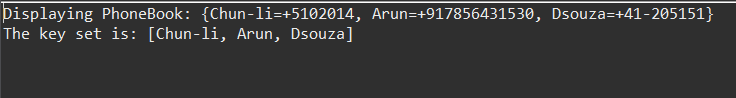 Displaying PhoneBook: {Chun-li=+5102014, Arun=+917856431530, Dsouza=+41-205151}
The key set is: [Chun-li, Arun, Dsouza]